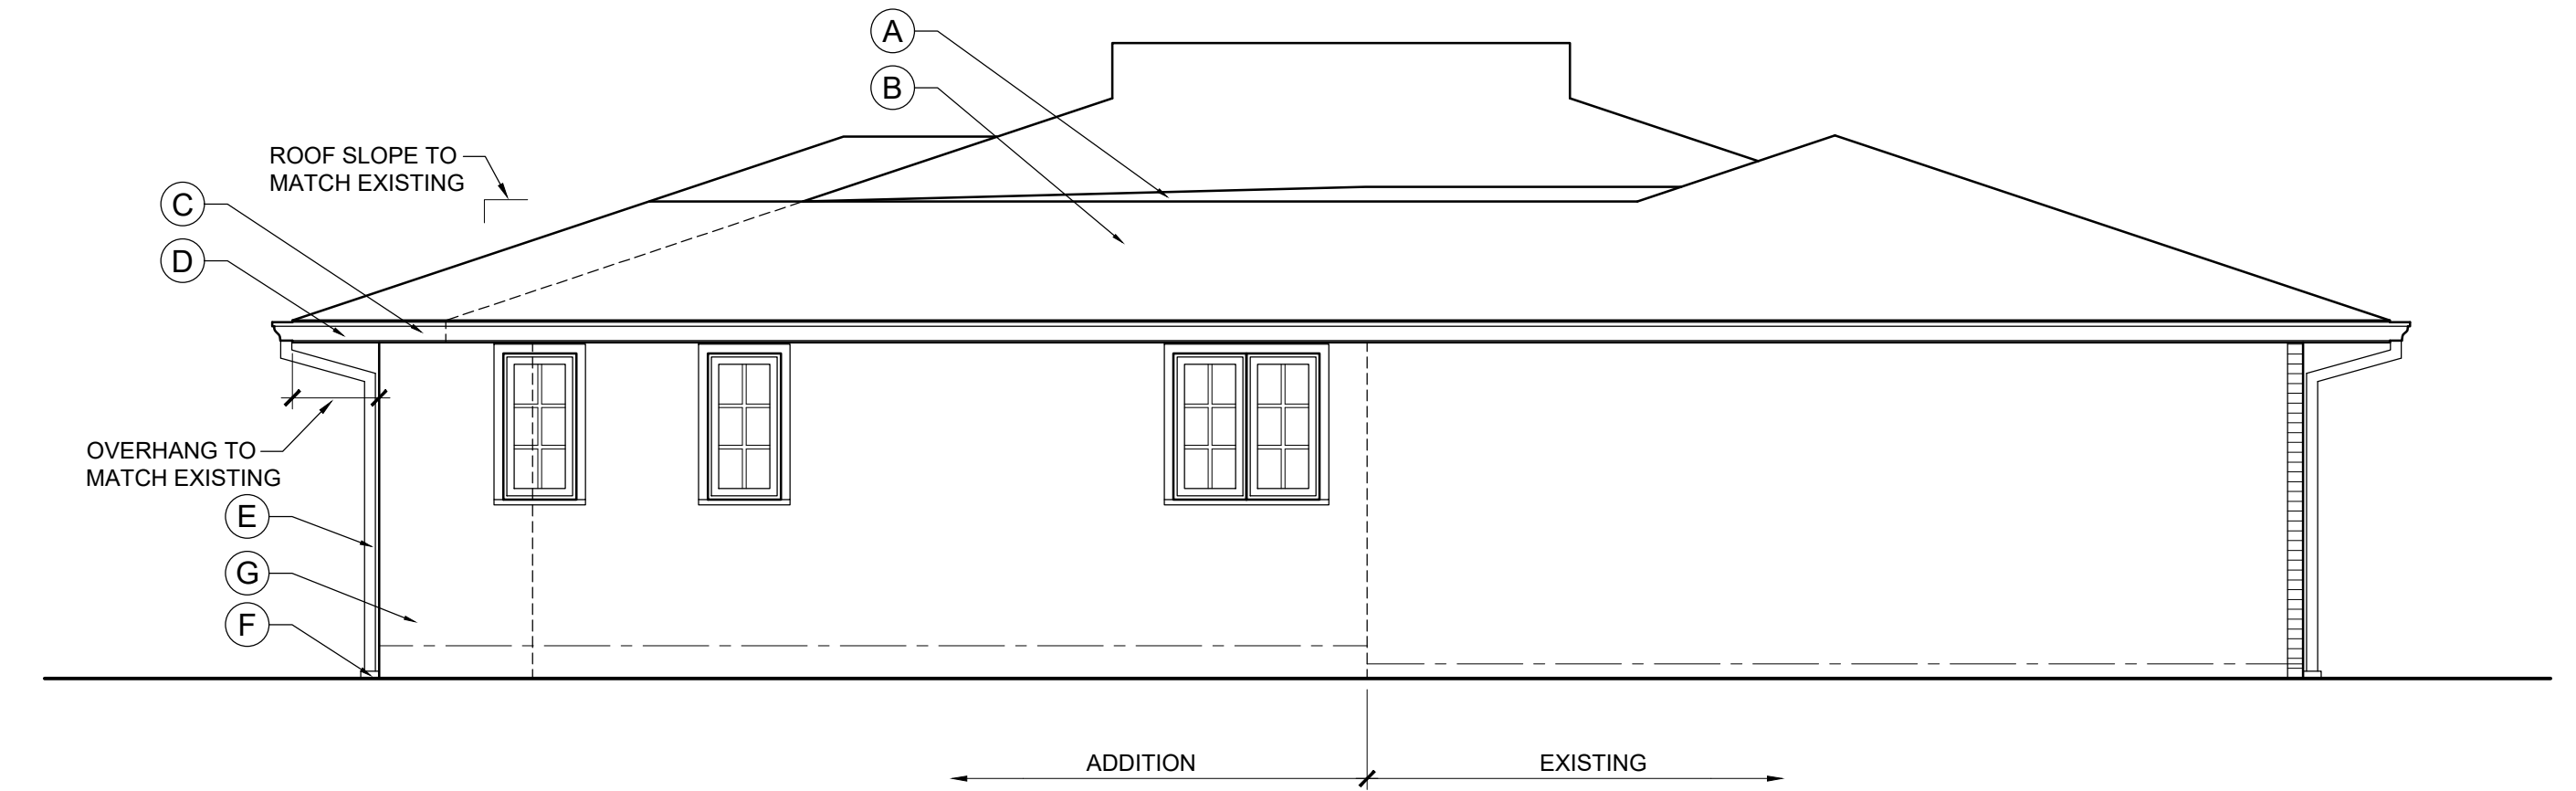 A
B
ROOF SLOPE TO
MATCH EXISTING
C
D
OVERHANG TO
MATCH EXISTING
E
G
F
ADDITION
EXISTING